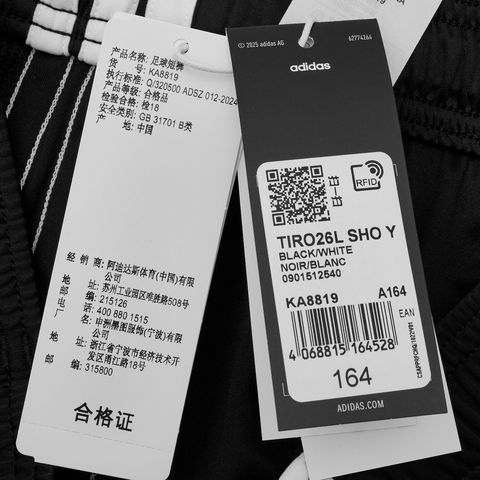 产品名称: 足球短裤
货 号: KA8819
执行标准: Q/320500 ADSZ 012-2024
产品等级: 合格品
检验合格: 检18
安全类别: GB 31701 B类
产 地: 中国
经 销 商: 阿迪达斯体育(中国)有限
公司
地 址: 苏州工业园区唯胜路508号
邮 编: 215126
电 话: 400 880 1515
厂 名: 申洲墨图服饰(宁波)有限
公司
地 址: 浙江省宁波市经济技术开
发区甬江路18号
邮 编: 315800
合格证
© 2025 adidas AG
62774264
adidas
RFID
TIRO26L SHO Y
BLACK/WHITE
NOIR/BLANC
0901512540
KA8819 A164
EAN
4 068815 164528
164
ADIDAS.COM